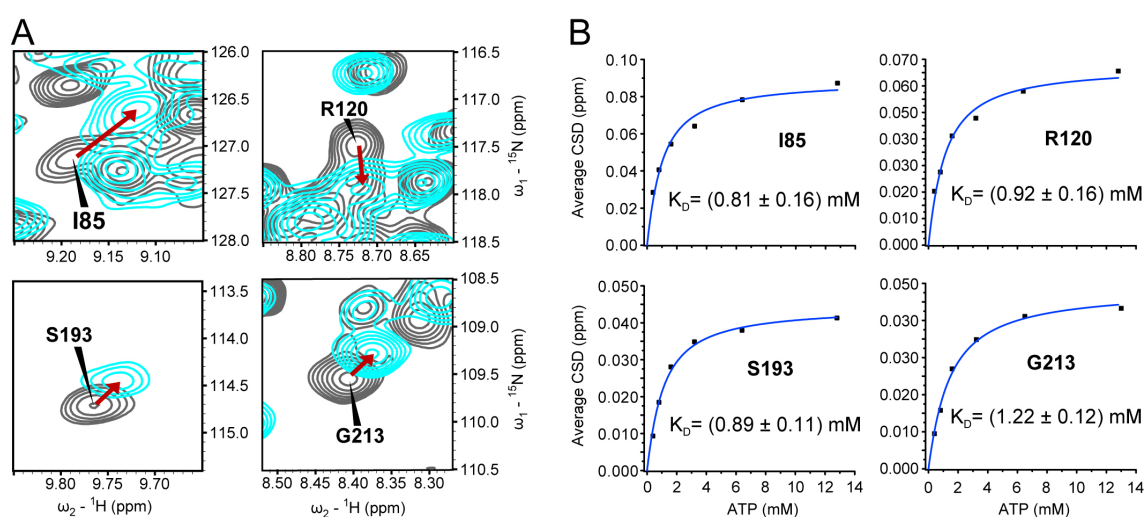 A
126.0
126.5
127.0
127.5
128.0
I85
9.20 9.15 9.10
116.5
117.0
117.5
118.0
118.5
R120
8.80 8.75 8.70 8.65
ω1 - 15N (ppm)
113.5
114.0
114.5
115.0
S193
9.80 9.75 9.70
ω2 - 1H (ppm)
108.5
109.0
109.5
110.0
110.5
G213
8.50 8.45 8.40 8.35 8.30
ω1 - 15N (ppm)
ω2 - 1H (ppm)
B
Average CSD (ppm)
0.10
0.08
0.06
0.04
0.02
0.00
I85
KD= (0.81 ± 0.16) mM
0.070
0.060
0.050
0.040
0.030
0.020
0.010
0.000
R120
KD= (0.92 ± 0.16) mM
Average CSD (ppm)
0.050
0.040
0.030
0.020
0.010
0.000
S193
KD= (0.89 ± 0.11) mM
0 2 4 6 8 10 12 14
ATP (mM)
0.050
0.030
0.030
0.010
0.000
G213
KD= (1.22 ± 0.12) mM
0 2 4 6 8 10 12 14
ATP (mM)